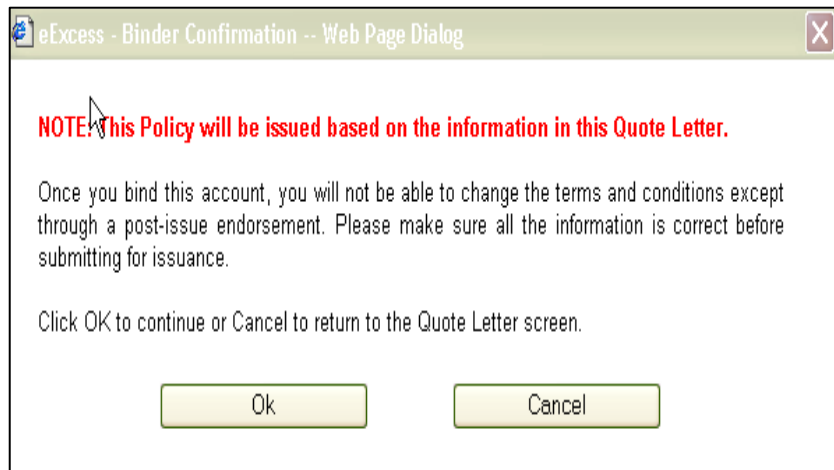 eExcess - Binder Confirmation -- Web Page Dialog
NOTE: This Policy will be issued based on the information in this Quote Letter.
Once you bind this account, you will not be able to change the terms and conditions except
through a post-issue endorsement. Please make sure all the information is correct before
submitting for issuance.
Click OK to continue or Cancel to return to the Quote Letter screen.
Ok
Cancel